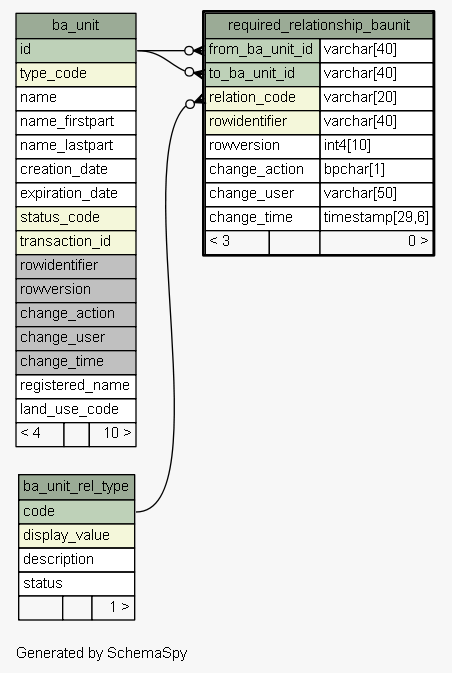 ba_unit
id
type_code
name
name_firstpart
name_lastpart
creation_date
expiration_date
status_code
transaction_id
rowidentifier
rowversion
change_action
change_user
change_time
registered_name
land_use_code
< 4 10 >
required_relationship_baunit
from_ba_unit_id varchar[40]
to_ba_unit_id varchar[40]
relation_code varchar[20]
rowidentifier varchar[40]
rowversion int4[10]
change_action bpchar[1]
change_user varchar[50]
change_time timestamp[29,6]
< 3 0 >
ba_unit_rel_type
code
display_value
description
status
1 >
Generated by SchemaSpy